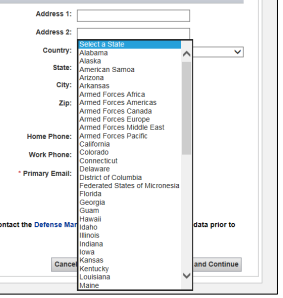 Address 1:
Address 2:
Country:
State:
City:
Zip:
Home Phone:
Work Phone:
* Primary Email:
Select a State
Alabama
Alaska
American Samoa
Arizona
Arkansas
Armed Forces Africa
Armed Forces Americas
Armed Forces Canada
Armed Forces Europe
Armed Forces Middle East
Armed Forces Pacific
California
Colorado
Connecticut
Delaware
District of Columbia
Federated States of Micronesia
Florida
Georgia
Guam
Hawaii
Idaho
Illinois
Indiana
Iowa
Kansas
Kentucky
Louisiana
Maine
ontact the Defense Mar data prior to
Cancel and Continue